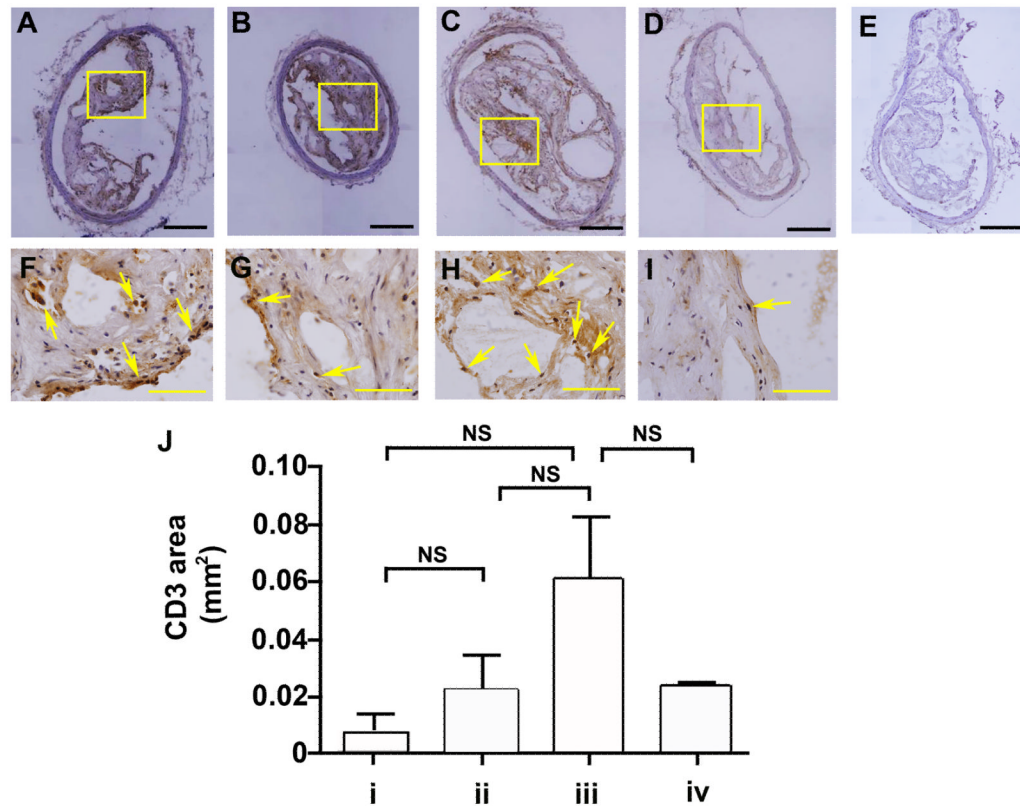 A B C D E
F G H I
J
NS NS
NS
NS
CD3 area
(mm²)
0.10
0.08
0.06
0.04
0.02
0
i ii iii iv